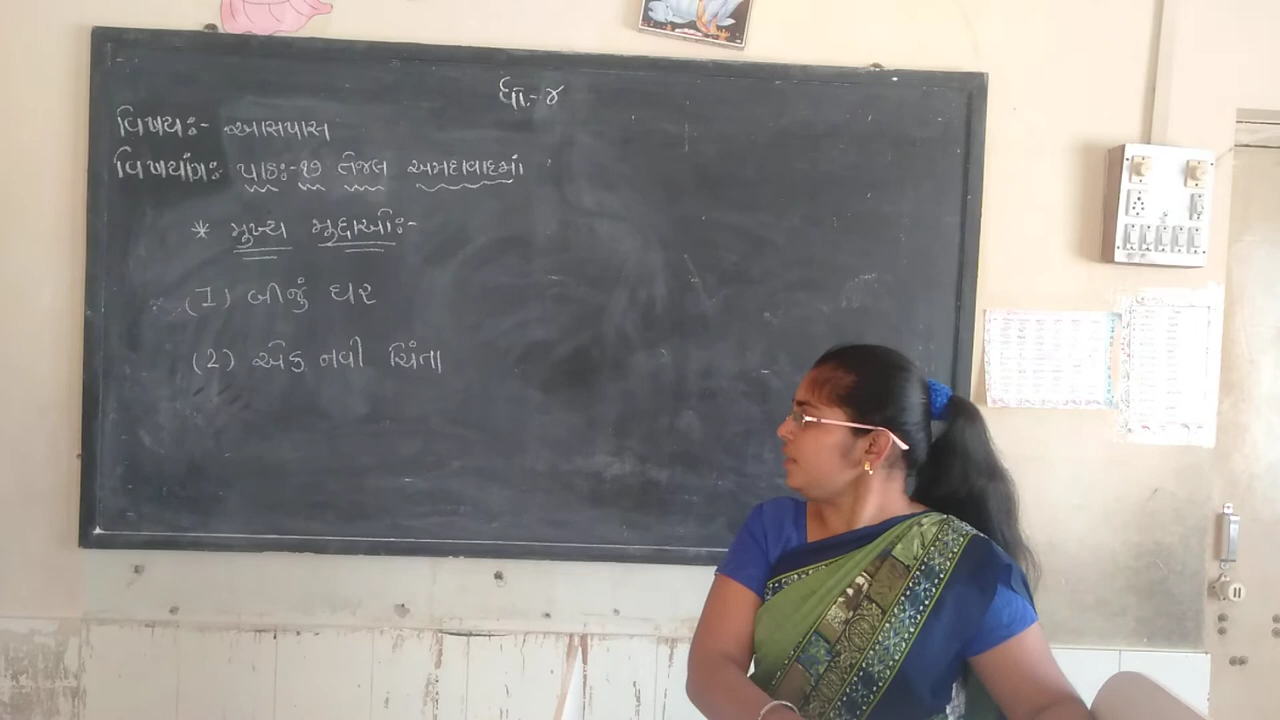 ધો.-૪
વિષય:- આસપાસ
વિષયાંગ: પાઠ:-૧૭ તેજલ અમદાવાદમાં
* મુખ્ય મુદ્દાઓ:-
(1) બીજું ઘર
(2) એક નવી ચિંતા